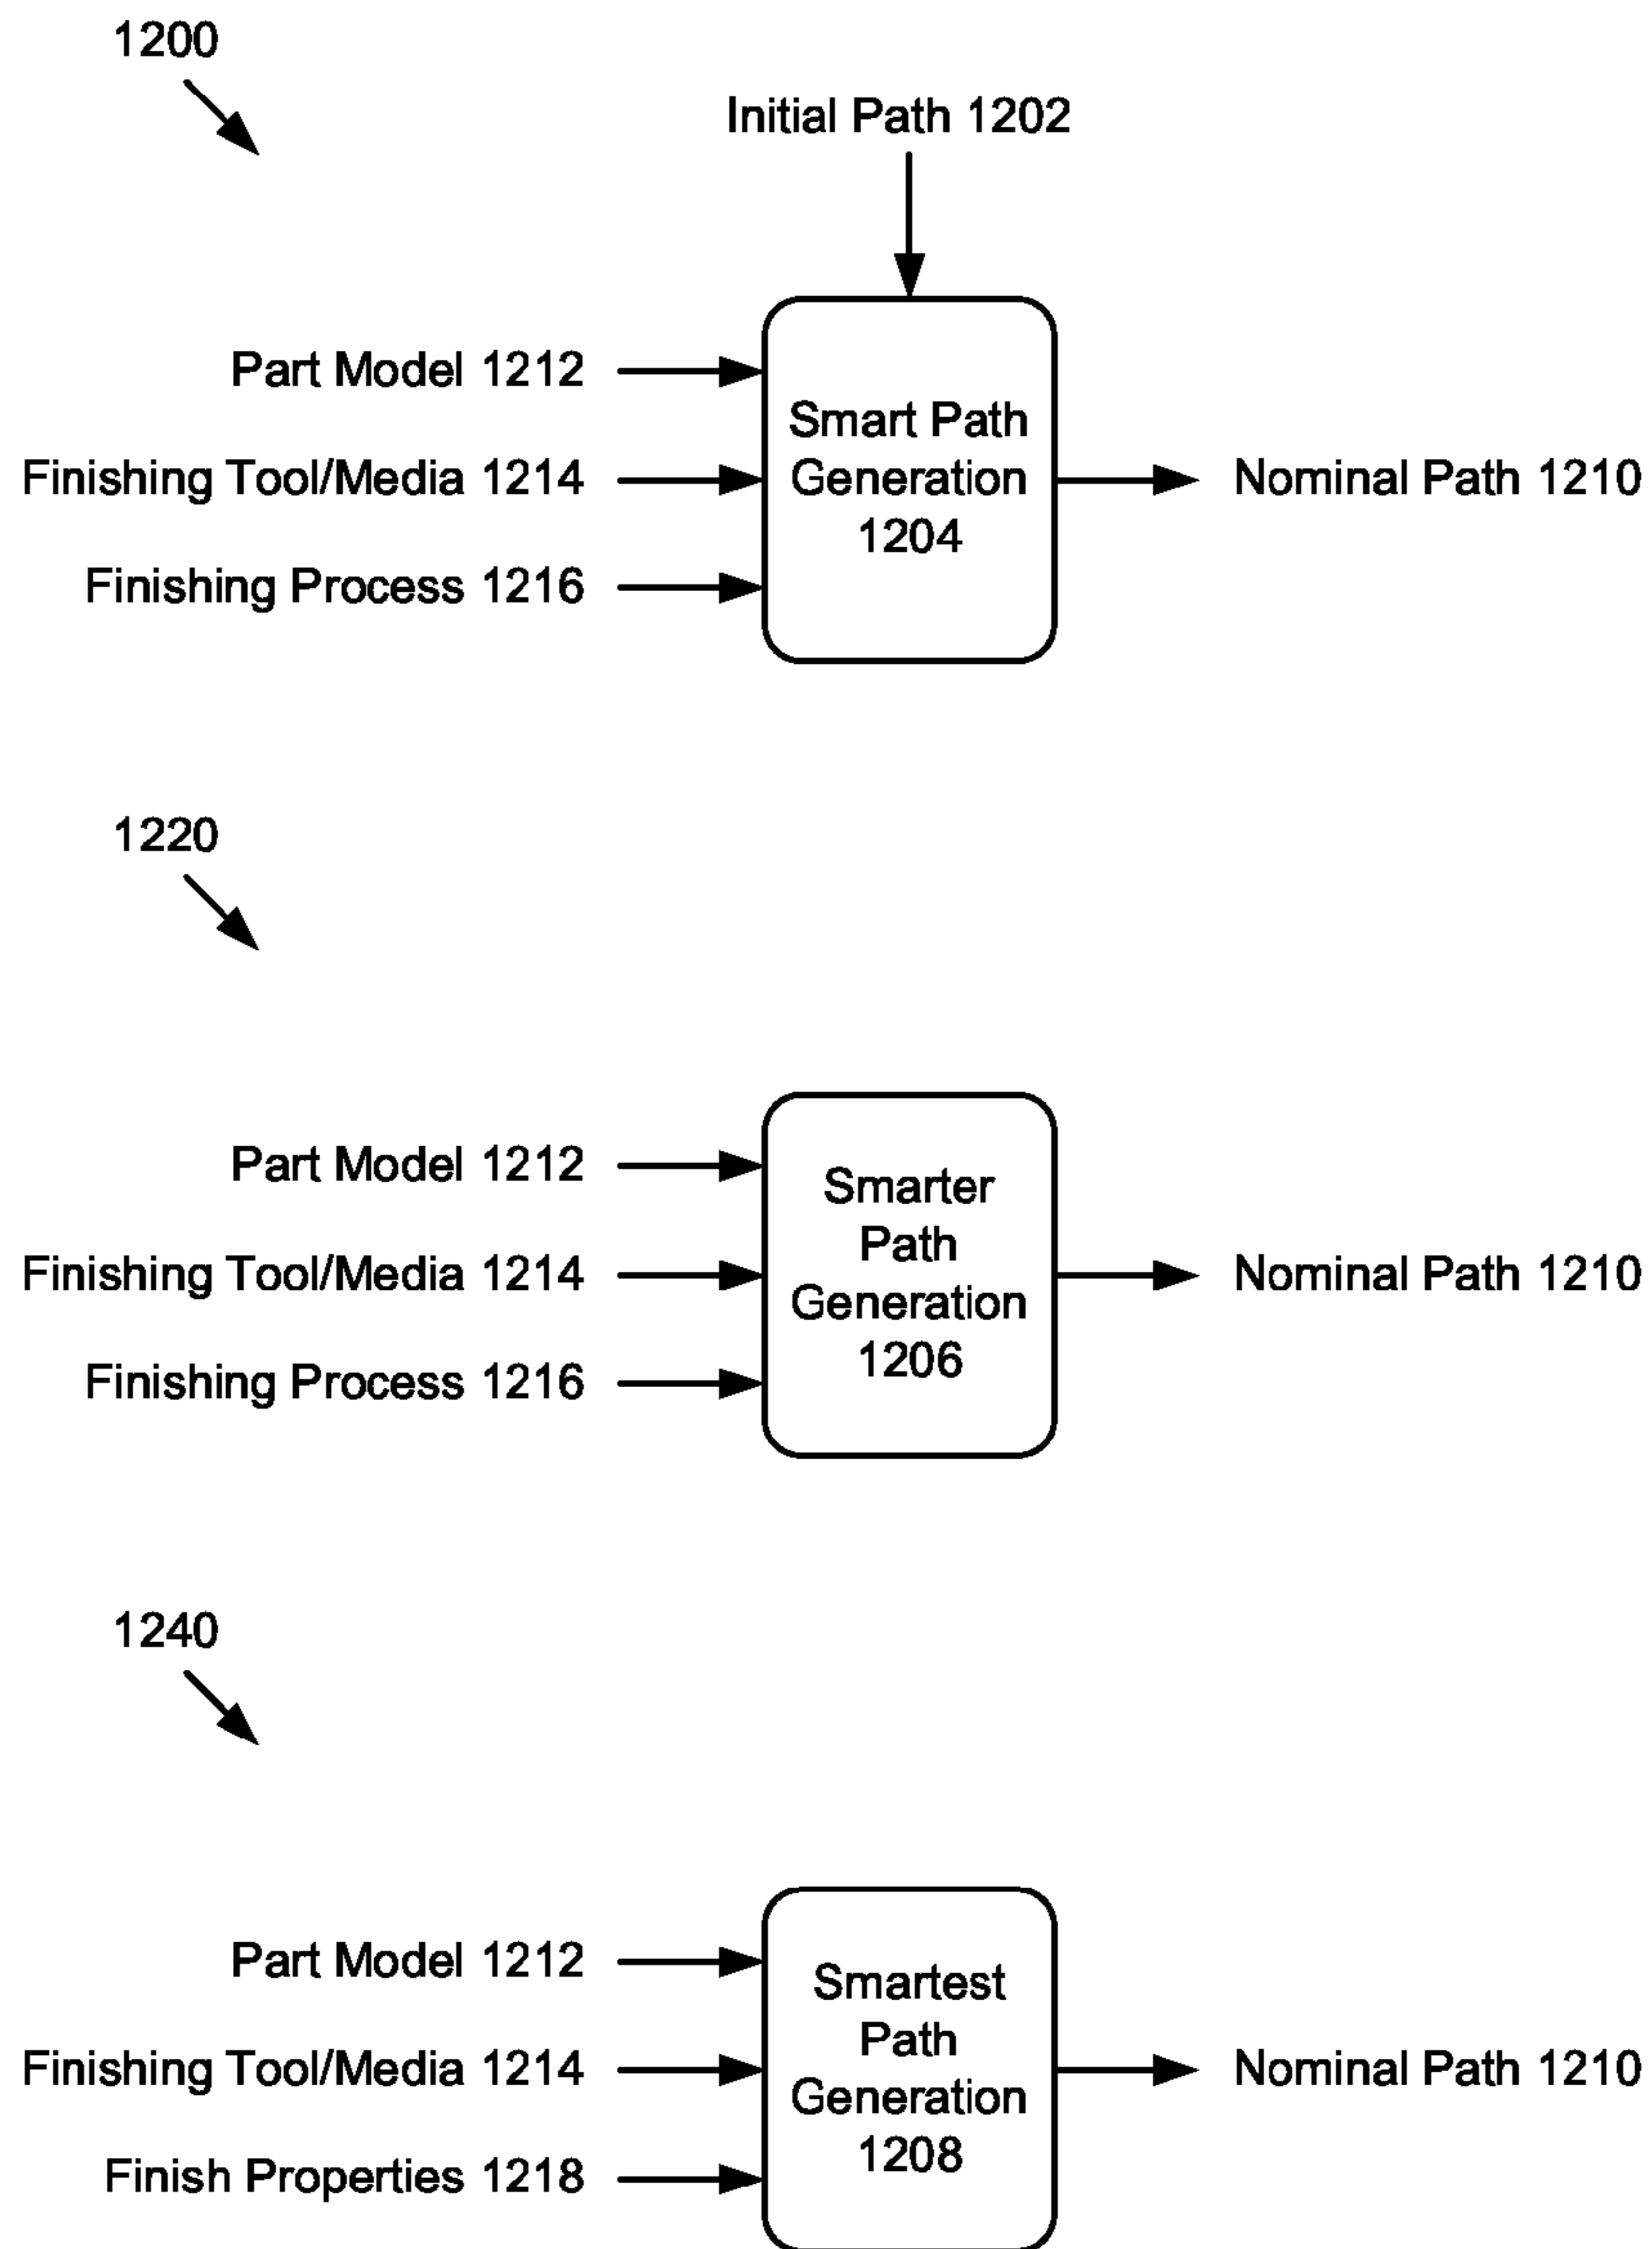 1200
Initial Path 1202
Part Model 1212
Smart Path
Generation
1204
Finishing Tool/Media 1214
Nominal Path 1210
Finishing Process 1216
1220
Part Model 1212
Smarter
Path
Generation
1206
Finishing Tool/Media 1214
Nominal Path 1210
Finishing Process 1216
1240
Part Model 1212
Smartest
Path
Generation
1208
Finishing Tool/Media 1214
Nominal Path 1210
Finish Properties 1218